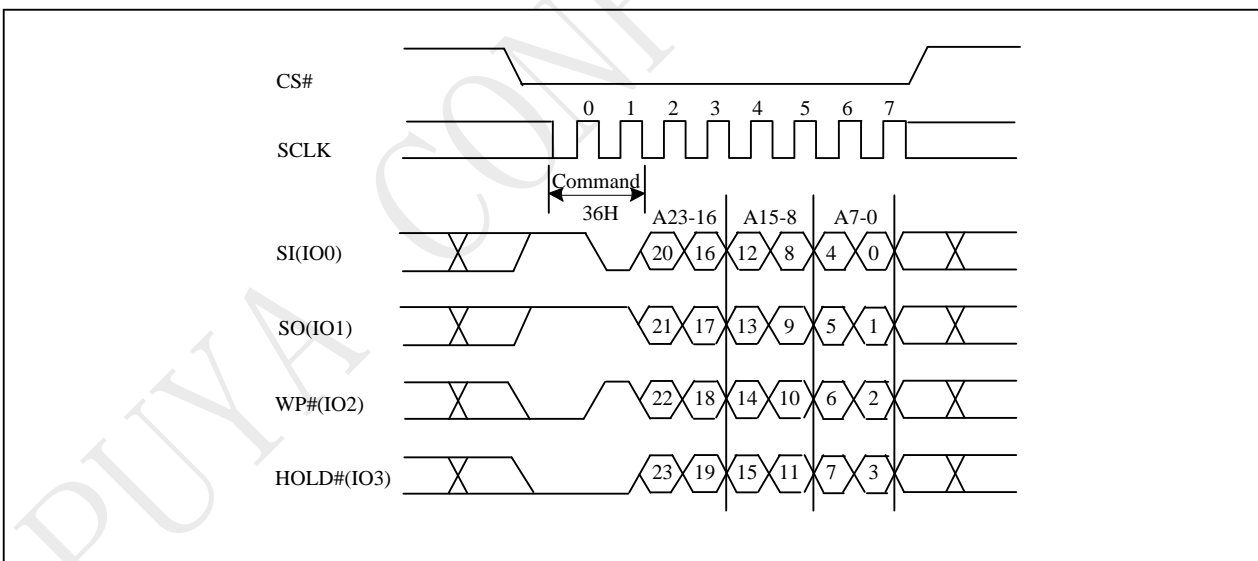 CS#
0 1 2 3 4 5 6 7
SCLK
Command
36H
A23-16 A15-8 A7-0
SI(IO0) 20 16 12 8 4 0
SO(IO1) 21 17 13 9 5 1
WP#(IO2) 22 18 14 10 6 2
HOLD#(IO3) 23 19 15 11 7 3
PUYA